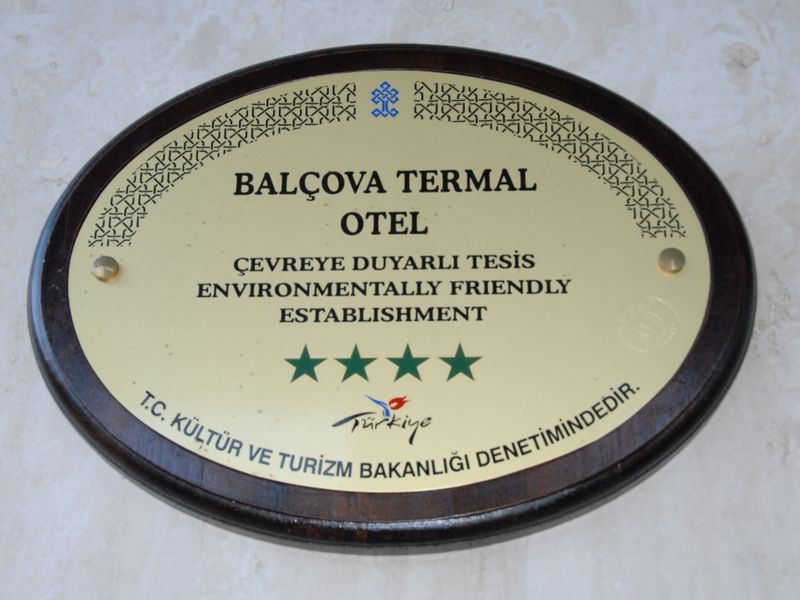 BALÇOVA TERMAL
OTEL
ÇEVREYE DUYARLI TESİS
ENVIRONMENTALLY FRIENDLY
ESTABLISHMENT
Türkiye
T.C. KÜLTÜR VE TURİZM BAKANLIĞI DENETİMİNDEDİR.